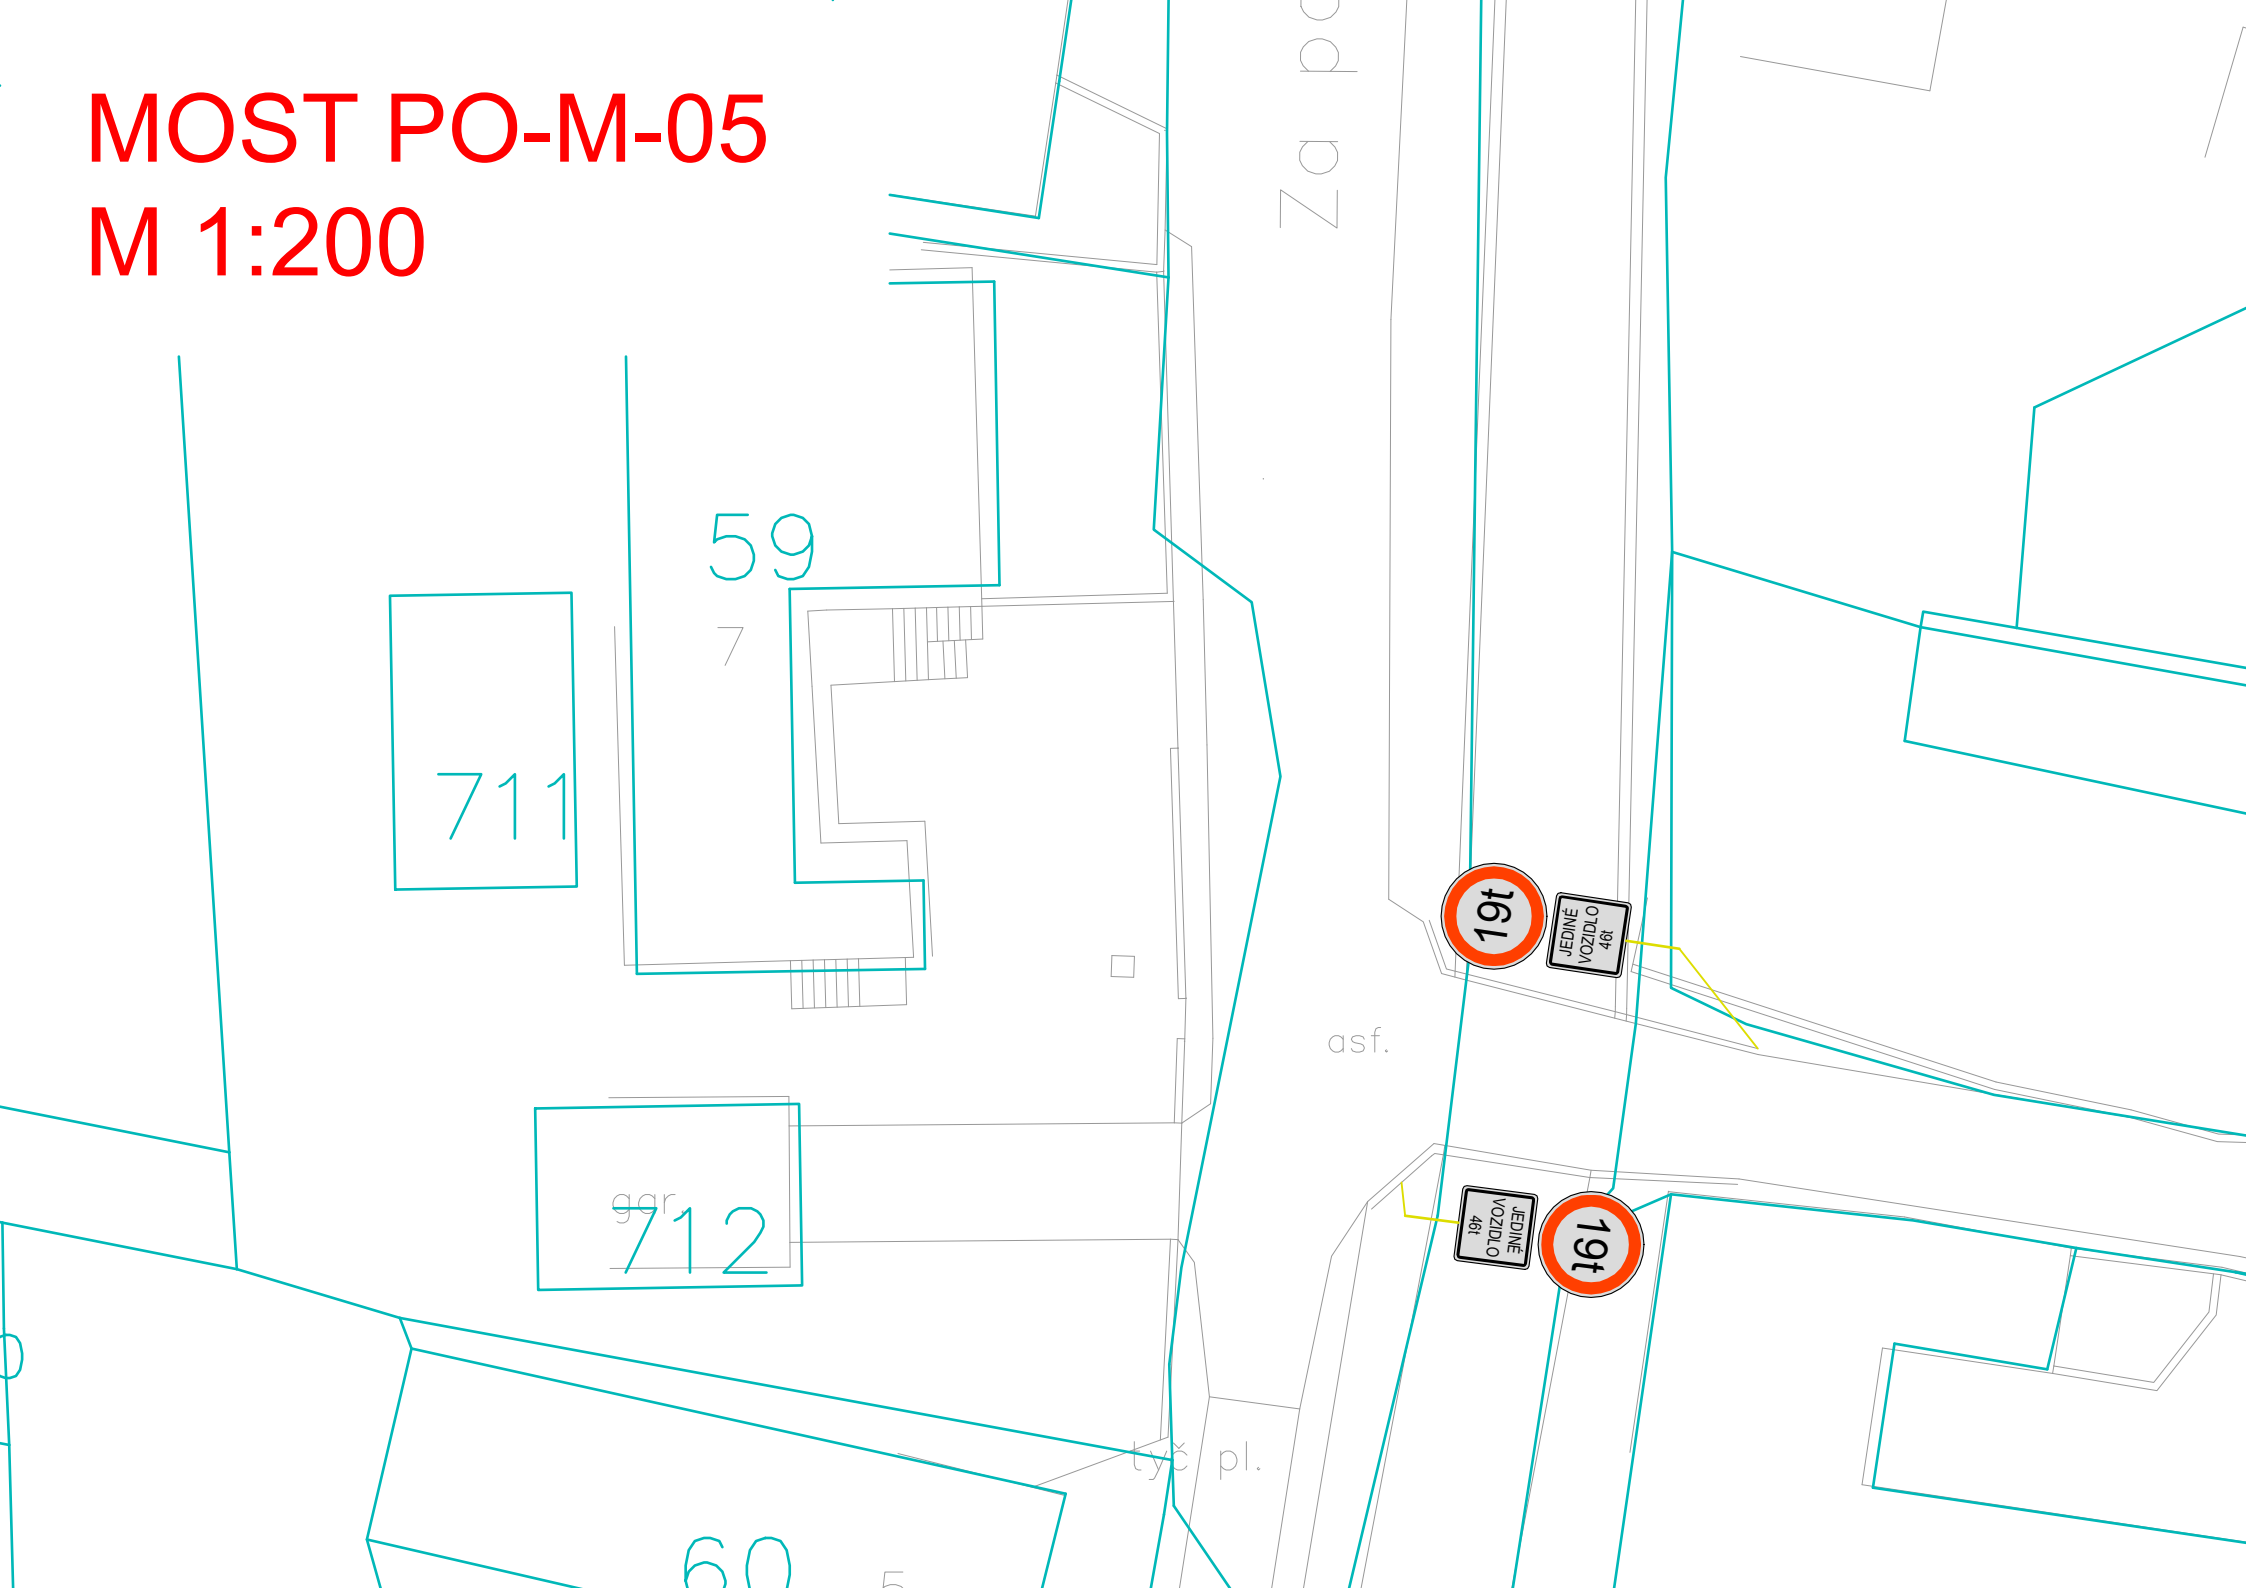 MOST PO-M-05
M 1:200
Za po
59
7
711
19t
JEDINÉ
VOZIDLO
46t
asf.
gar.
712
JEDINÉ
VOZIDLO
46t
19t
tyč pl.
60
5